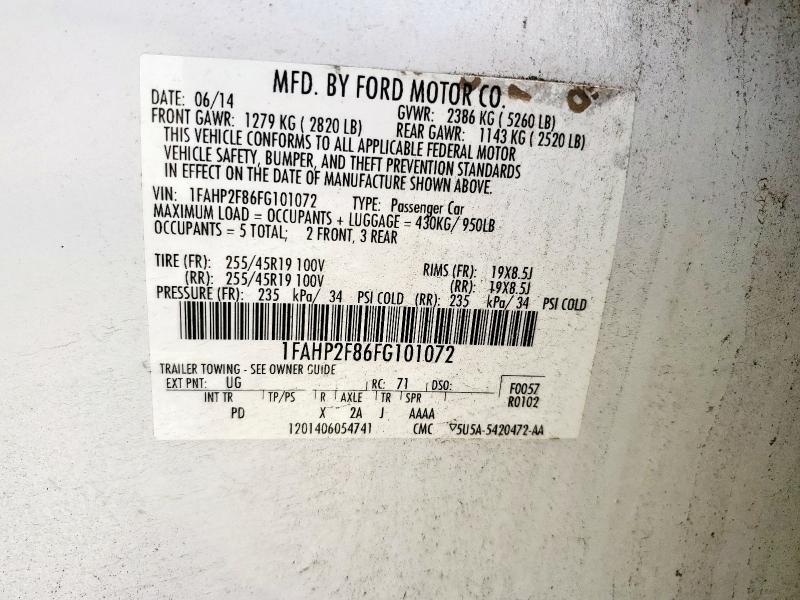 MFD. BY FORD MOTOR CO.
DATE: 06/14 GVWR: 2386 KG ( 5260 LB)
FRONT GAWR: 1279 KG ( 2820 LB) REAR GAWR: 1143 KG ( 2520 LB)
THIS VEHICLE CONFORMS TO ALL APPLICABLE FEDERAL MOTOR
VEHICLE SAFETY, BUMPER, AND THEFT PREVENTION STANDARDS
IN EFFECT ON THE DATE OF MANUFACTURE SHOWN ABOVE.
VIN: 1FAHP2F86FG101072 TYPE: Passenger Car
MAXIMUM LOAD = OCCUPANTS + LUGGAGE = 430KG/ 950LB
OCCUPANTS = 5 TOTAL; 2 FRONT, 3 REAR
TIRE (FR): 255/45R19 100V RIMS (FR): 19X8.5J
(RR): 255/45R19 100V (RR): 19X8.5J
PRESSURE (FR): 235 kPa/ 34 PSI COLD (RR): 235 kPa/ 34 PSI COLD
1FAHP2F86FG101072
TRAILER TOWING - SEE OWNER GUIDE
EXT PNT: UG RC: 71 DSO: F0057
INT TR TP/PS R AXLE TR SPR R0102
PD X 2A J AAAA
1201406054741 CMC ▽5U5A-5420472-AA